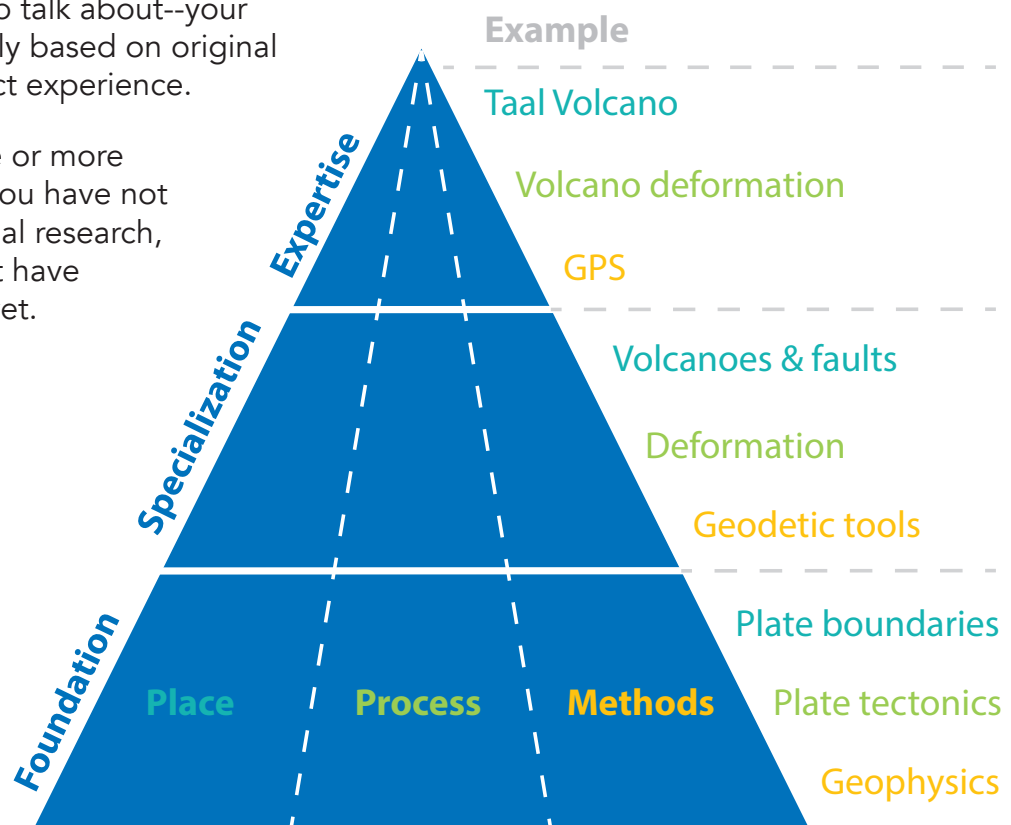 o talk about--your
ly based on original
ct experience.
e or more
ou have not
al research,
t have
et.
Example
Expertise
Taal Volcano
Volcano deformation
GPS
Specialization
Volcanoes & faults
Deformation
Geodetic tools
Foundation
Place
Process
Methods
Plate boundaries
Plate tectonics
Geophysics